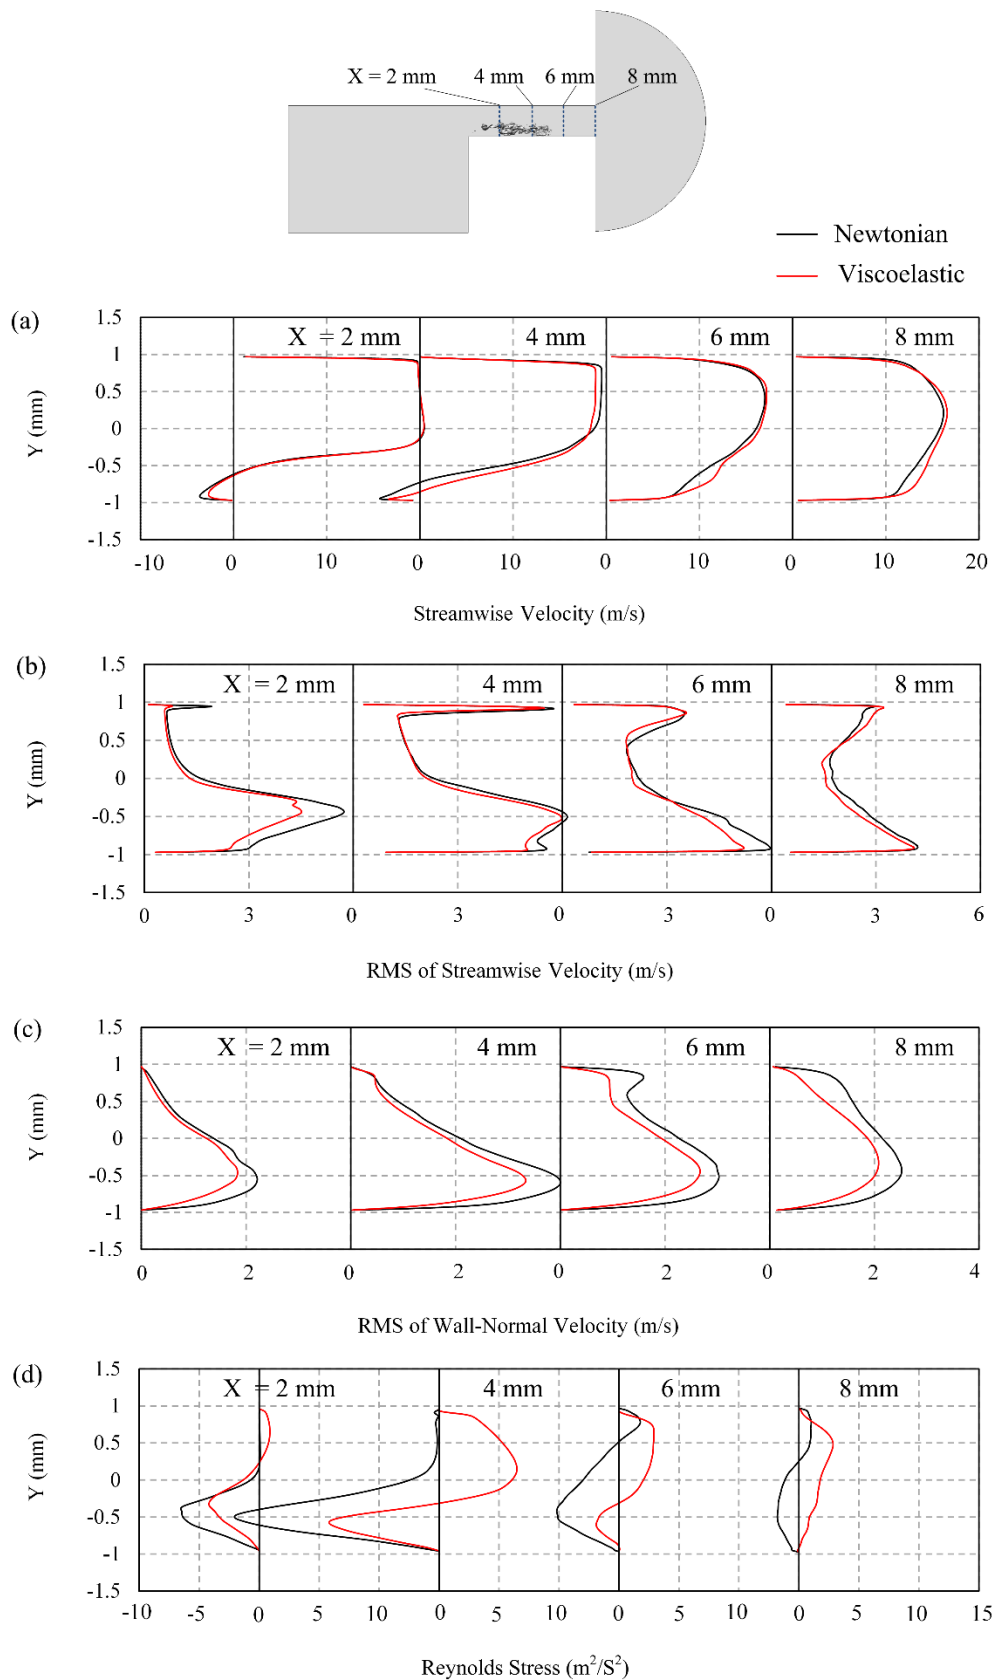 X = 2 mm 4 mm 6 mm 8 mm
Newtonian
Viscoelastic
(a)
1.5 X = 2 mm 4 mm 6 mm 8 mm
1
0.5
0
-0.5
-1
-1.5
Y (mm)
-10 0 10 0 10 0 10 0 10 20
Streamwise Velocity (m/s)
(b)
1.5 X = 2 mm 4 mm 6 mm 8 mm
1
0.5
0
-0.5
-1
-1.5
Y (mm)
0 3 0 3 0 3 0 3 6
RMS of Streamwise Velocity (m/s)
(c)
1.5 X = 2 mm 4 mm 6 mm 8 mm
1
0.5
0
-0.5
-1
-1.5
Y (mm)
0 2 0 2 0 2 0 2 4
RMS of Wall-Normal Velocity (m/s)
(d)
1.5 X = 2 mm 4 mm 6 mm 8 mm
1
0.5
0
-0.5
-1
-1.5
Y (mm)
-10 -5 0 5 10 0 5 10 0 5 10 0 5 10 15
Reynolds Stress (m²/S²)